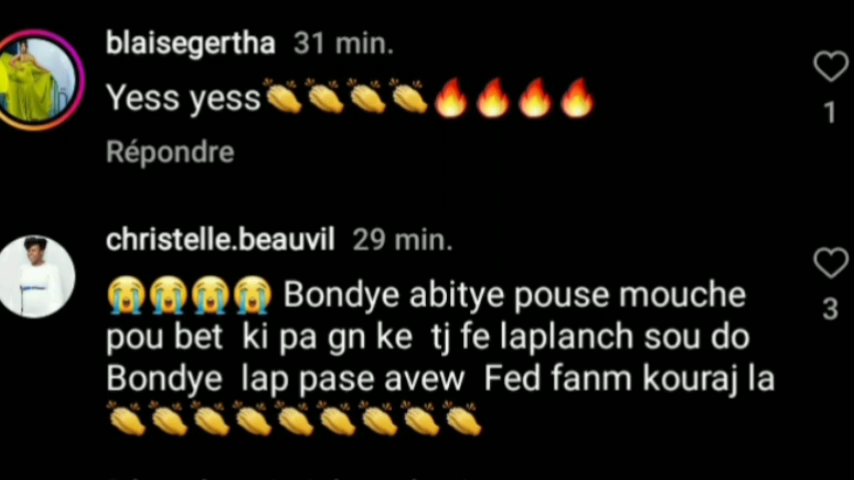 blaisegertha 31 min.
Yess yess👏👏👏👏🔥🔥🔥🔥
1
Répondre
christelle.beauvil 29 min.
😭😭😭😭 Bondye abitye pouse mouche
3
pou bet ki pa gn ke tj fe laplanch sou do
Bondye lap pase avew Fed fanm kouraj la
👏👏👏👏👏👏👏👏👏